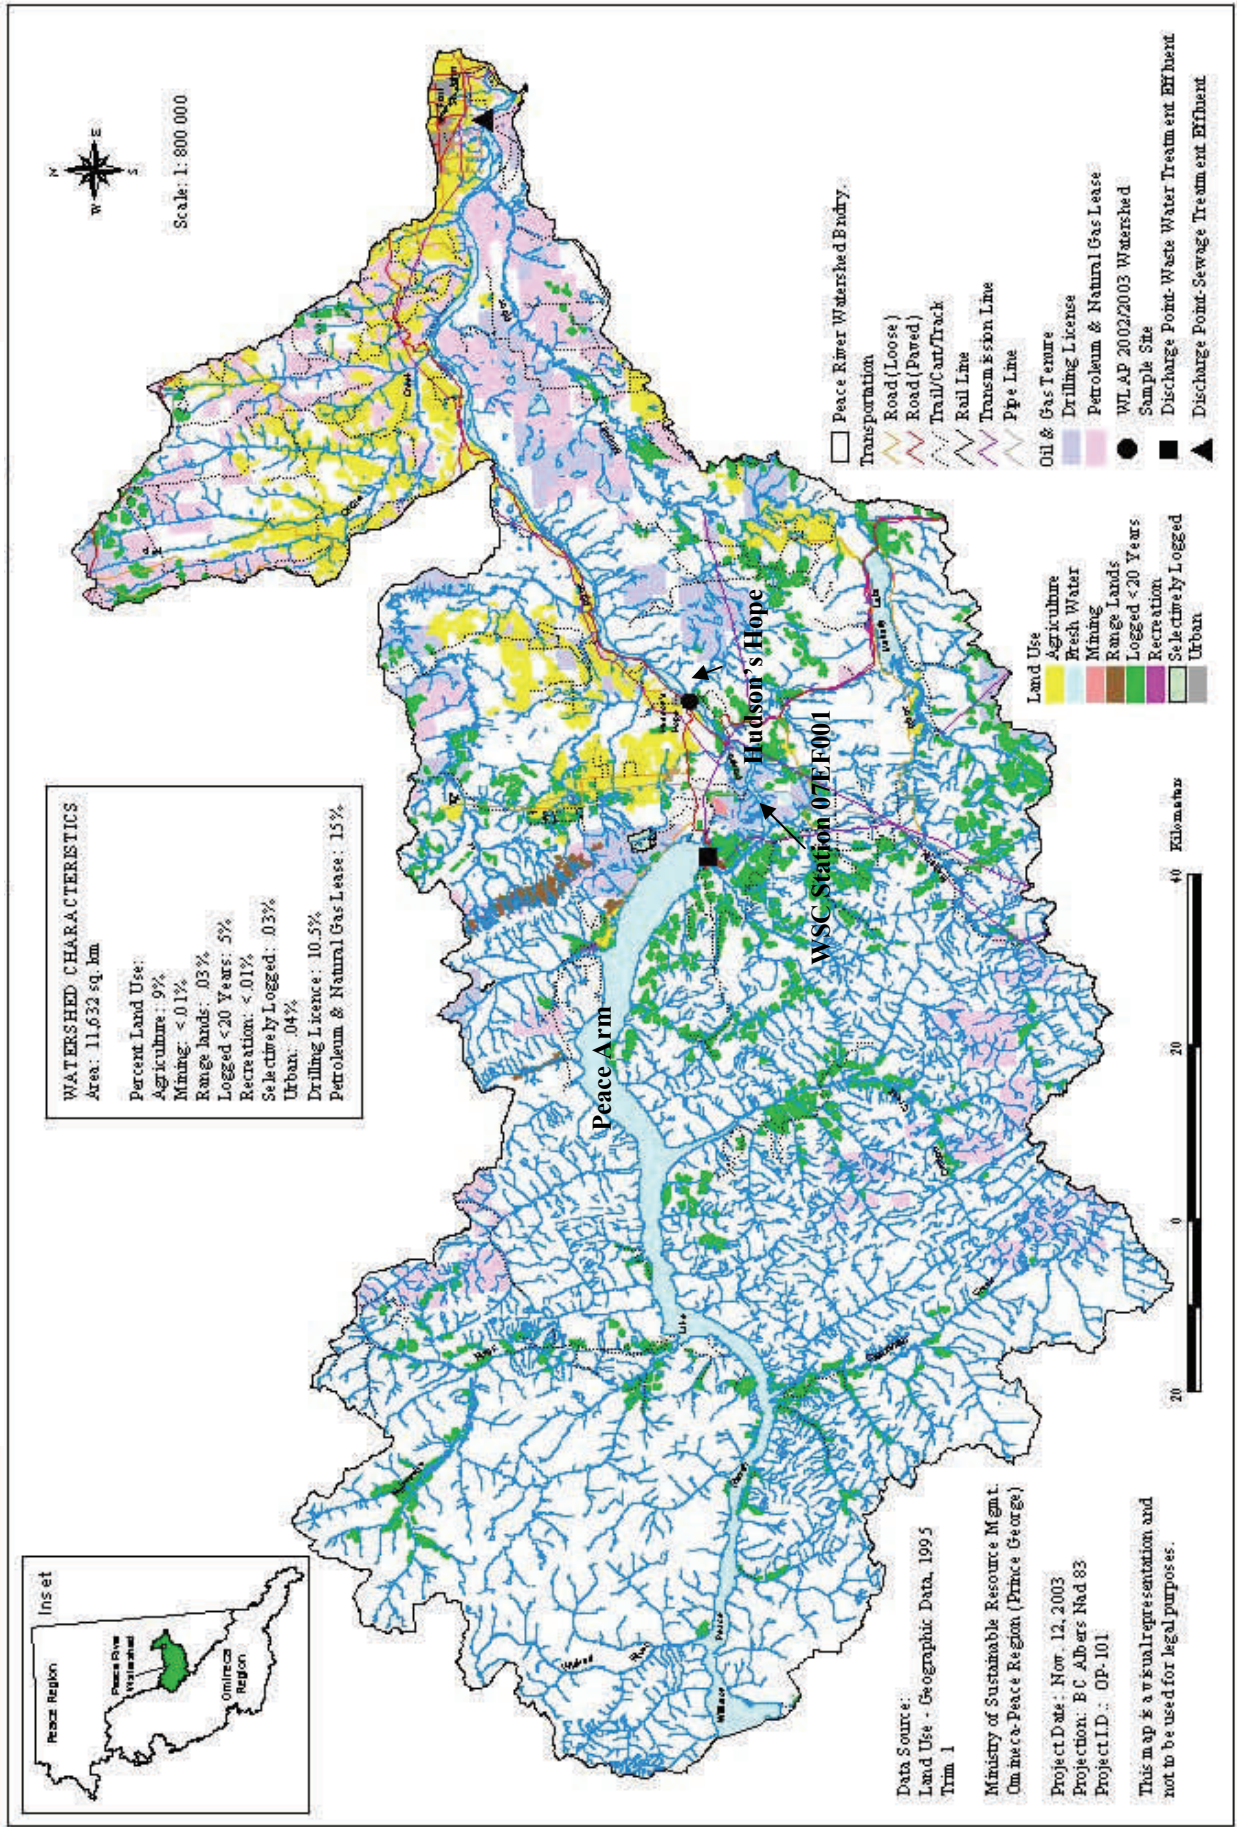 Inset
Peace Region
Peace River
Watershed
Omineca
Region
WATERSHED CHARACTERISTICS
Area: 11,632 sq. km
Percent Land Use:
Agriculture: 9%
Mining: <.01%
Range lands: .03%
Logged <20 Years: 5%
Recreation: <.01%
Selectively Logged: .03%
Urban: .04%
Drilling Licence: 10.5%
Petroleum & Natural Gas Lease: 15%
N
W
E
S
Scale: 1: 800 000
Fort
St. John
Creek
Peace Arm
Hudson's Hope
WSC Station 07EF001
Lake
Williston
Peace
Data Source:
Land Use - Geographic Data, 1995
Trim 1
Ministry of Sustainable Resource Mgmt.
Omineca-Peace Region (Prince George)
Project Date: Nov. 12, 2003
Projection: BC Albers Nad 83
Project I.D.: OP-101
This map is a visual representation and
not to be used for legal purposes.
20
0
20
40
Kilometers
Land Use
Agriculture
Fresh Water
Mining
Range Lands
Logged <20 Years
Recreation
Selectively Logged
Urban
Peace River Watershed Bndry.
Transportation
Road (Loose)
Road (Paved)
Trail/Cart/Track
Rail Line
Transmission Line
Pipe Line
Oil & Gas Tenure
Drilling License
Petroleum & Natural Gas Lease
WLAP 2002/2003 Watershed
Sample Site
Discharge Point-Waste Water Treatment Effluent
Discharge Point-Sewage Treatment Effluent